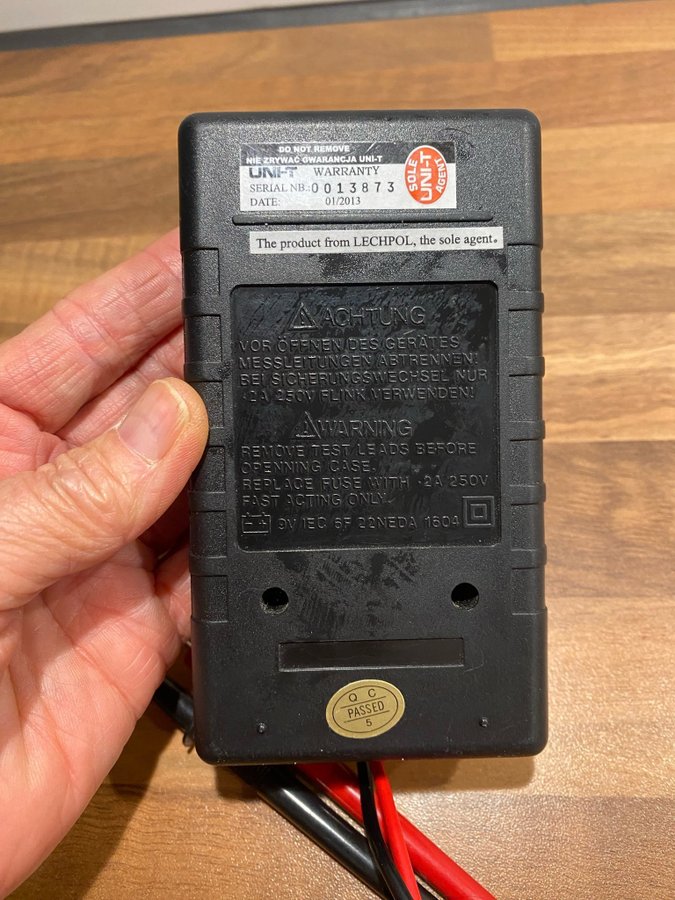 DO NOT REMOVE
NIE ZRYWAĆ GWARANCJA UNI-T
UNI-T WARRANTY
SERIAL NB.: 0013873
DATE: 01/2013
SOLE UNI-T AGENT
The product from LECHPOL, the sole agent.
ACHTUNG
VOR ÖFFNEN DES GERÄTES
MESSLEITUNGEN ABTRENNEN!
BEI SICHERUNGSWECHSEL NUR
·2A 250V FLINK VERWENDEN!
WARNING
REMOVE TEST LEADS BEFORE
OPENNING CASE.
REPLACE FUSE WITH ·2A 250V
FAST ACTING ONLY.
9V IEC 6F 22NEDA 1604
Q C
PASSED
5